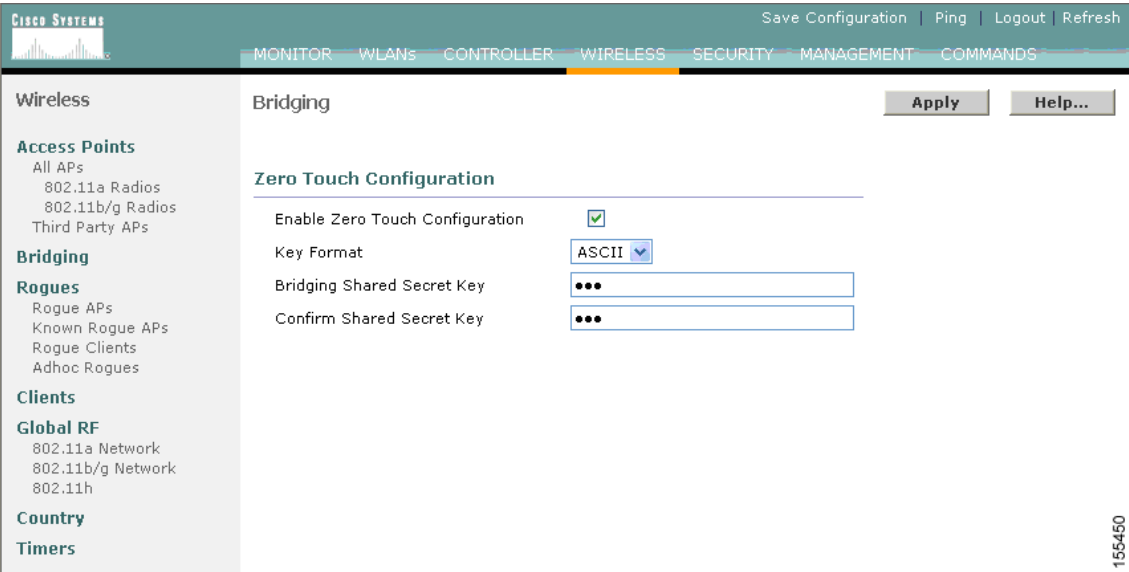 CISCO SYSTEMS
Save Configuration | Ping | Logout | Refresh
MONITOR WLANs CONTROLLER WIRELESS SECURITY MANAGEMENT COMMANDS
Wireless
Bridging
Apply
Help...
Access Points
All APs
802.11a Radios
802.11b/g Radios
Third Party APs
Bridging
Rogues
Rogue APs
Known Rogue APs
Rogue Clients
Adhoc Rogues
Clients
Global RF
802.11a Network
802.11b/g Network
802.11h
Country
Timers
Zero Touch Configuration
Enable Zero Touch Configuration
Key Format ASCII
Bridging Shared Secret Key •••
Confirm Shared Secret Key •••
155450